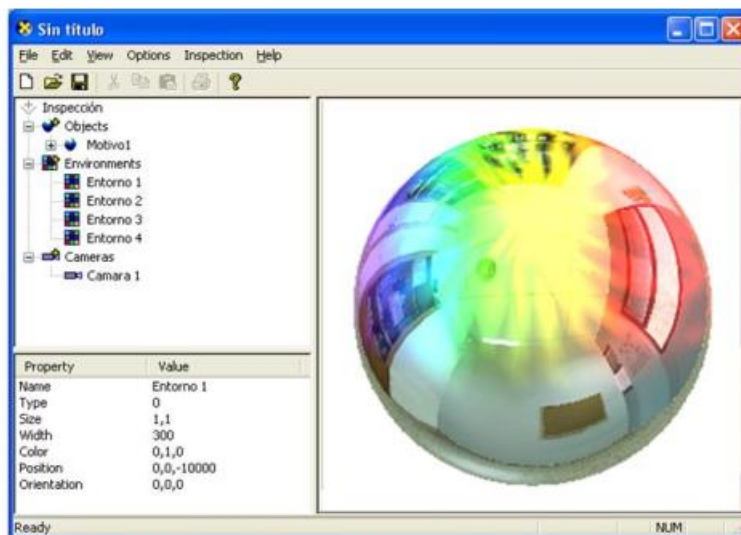 Sin título
File Edit View Options Inspection Help
Inspección
Objects
Motivo1
Environments
Entorno 1
Entorno 2
Entorno 3
Entorno 4
Cameras
Camara 1
Property Value
Name Entorno 1
Type 0
Size 1,1
Width 300
Color 0,1,0
Position 0,0,-10000
Orientation 0,0,0
Ready NUM